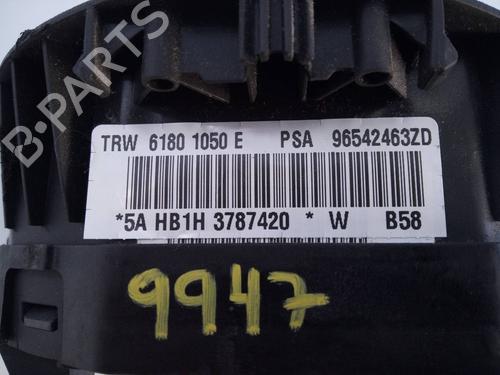 B-PARTS
TRW 6180 1050 E PSA 96542463ZD
*5A HB1H 3787420 * W B58
9947